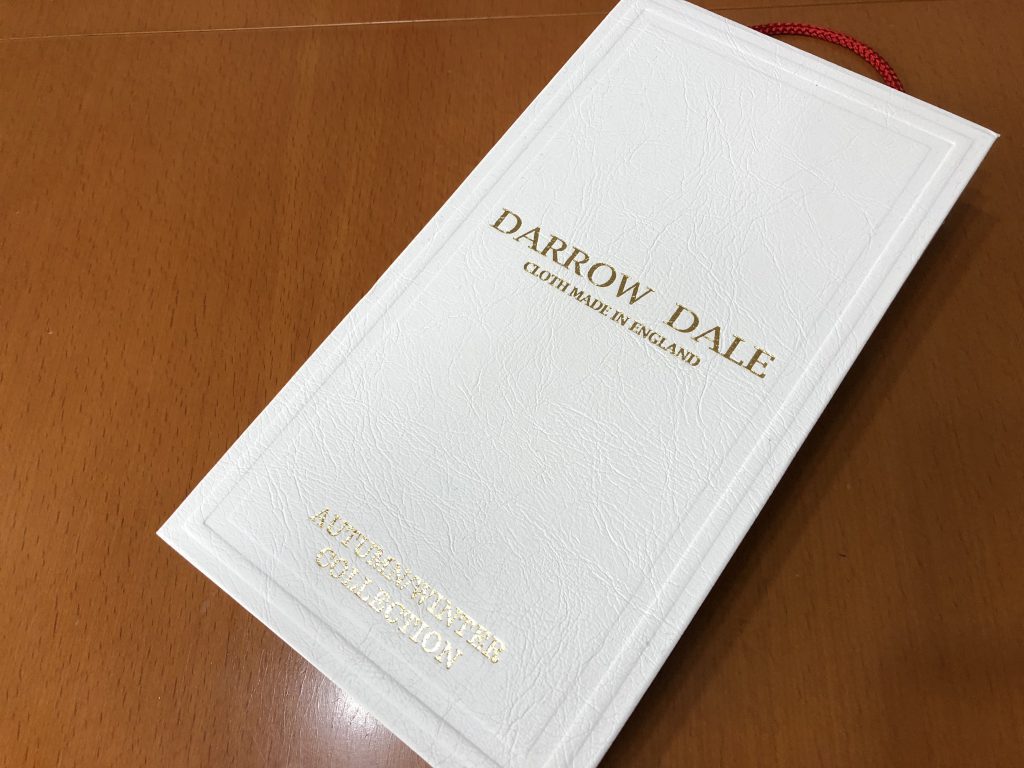 DARROW DALE
CLOTH MADE IN ENGLAND
AUTUMN/WINTER
COLLECTION